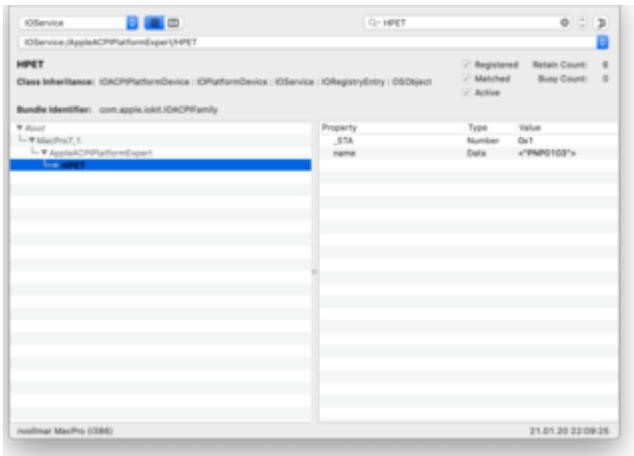 IOService
HPET
IOService:/AppleACPIPlatformExpert/HPET
HPET
Registered Retain Count: 6
Class Inheritance: IOACPIPlatformDevice : IOPlatformDevice : IOService : IORegistryEntry : OSObject
Matched Busy Count: 0
Active
Bundle Identifier: com.apple.iokit.IOACPIFamily
Root
MacPro7,1
AppleACPIPlatformExpert
HPET
Property Type Value
_STA Number 0x1
name Data <"PNP0103">
nvollmar MacPro (i386)
21.01.20 22:09:25